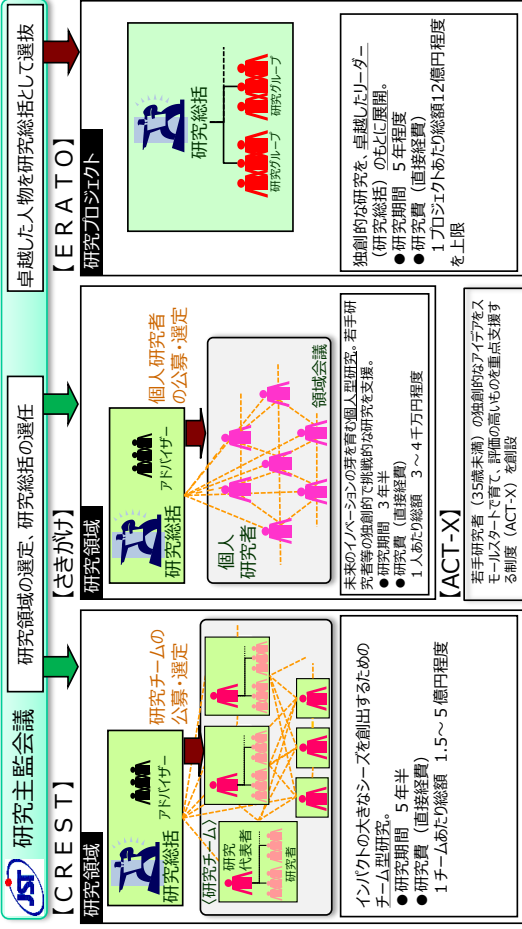 JST
研究主監会議
研究領域の選定、研究総括の選任
卓越した人物を研究総括として選抜
【CREST】
研究領域
研究総括
アドバイザー
研究チームの
公募・選定
〈研究チーム〉
研究
代表者
研究者
インパクトの大きなシーズを創出するための
チーム型研究。
●研究期間　5年半
●研究費（直接経費）
1チームあたり総額　1.5～5億円程度
【さきがけ】
研究領域
研究総括
アドバイザー
個人研究者
の公募・選定
個人
研究者
領域会議
未来のイノベーションの芽を育む個人型研究。若手研
究者等の独創的で挑戦的な研究を支援。
●研究期間　3年半
●研究費（直接経費）
1人あたり総額　3～4千万円程度
【ACT-X】
若手研究者（35歳未満）の独創的なアイデアをス
モールスタートで育て、評価の高いものを重点支援す
る制度（ACT-X）を創設
【ERATO】
研究プロジェクト
研究総括
研究グループ
研究グループ
独創的な研究を、卓越したリーダー
（研究総括）のもとに展開。
●研究期間　5年程度
●研究費（直接経費）
1プロジェクトあたり総額12億円程度
を上限